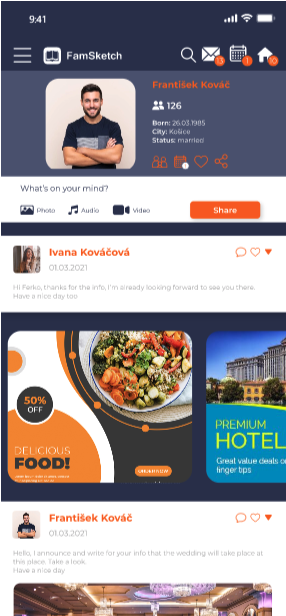 9:41
FamSketch
13
1
10
František Kováč
126
Born: 26.03.1985
City: Košice
Status: married
What's on your mind?
Photo
Audio
Video
Share
Ivana Kováčová
01.03.2021
Hi Ferko, thanks for the info, I'm already looking forward to see you there.
Have a nice day too
50%
OFF
DELICIOUS
FOOD!
ORDER NOW
PREMIUM
HOTEL
Great value deals o
finger tips
František Kováč
01.03.2021
Hello, I announce and write for your info that the wedding will take place at
this place. Take a look.
Have a nice day